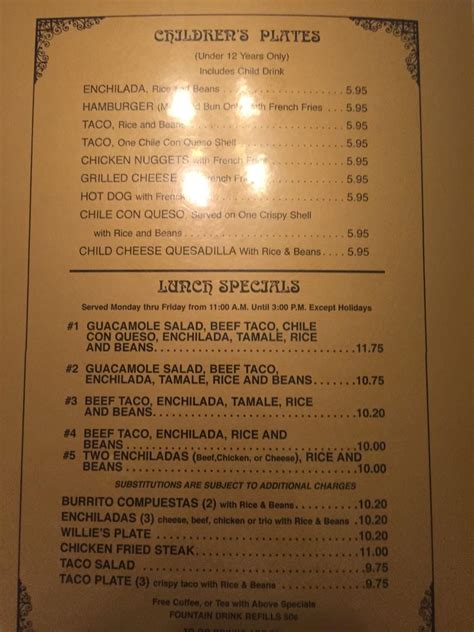 CHILDREN'S PLATES
(Under 12 Years Only)
Includes Child Drink
ENCHILADA, Rice and Beans 5.95
HAMBURGER Bun Only with French Fries 5.95
TACO, Rice and Beans 5.95
TACO, One Chile Con Queso Shell 5.95
CHICKEN NUGGETS with French Fries 5.95
GRILLED CHEESE with French Fries 5.95
HOT DOG with French 5.95
CHILE CON QUESO, Served on One Crispy Shell
with Rice and Beans 5.95
CHILD CHEESE QUESADILLA With Rice & Beans 5.95
LUNCH SPECIALS
Served Monday thru Friday from 11:00 A.M. Until 3:00 P.M. Except Holidays
#1 GUACAMOLE SALAD, BEEF TACO, CHILE
CON QUESO, ENCHILADA, TAMALE, RICE
AND BEANS 11.75
#2 GUACAMOLE SALAD, BEEF TACO,
ENCHILADA, TAMALE, RICE AND BEANS 10.75
#3 BEEF TACO, ENCHILADA, TAMALE, RICE
AND BEANS 10.20
#4 BEEF TACO, ENCHILADA, RICE AND
BEANS 10.00
#5 TWO ENCHILADAS (Beef,Chicken, or Cheese), RICE AND
BEANS 10.00
SUBSTITUTIONS ARE SUBJECT TO ADDITIONAL CHARGES
BURRITO COMPUESTAS (2) with Rice & Beans 10.20
ENCHILADAS (3) cheese, beef, chicken or trio with Rice & Beans 10.20
WILLIE'S PLATE 10.20
CHICKEN FRIED STEAK 11.00
TACO SALAD 9.75
TACO PLATE (3) crispy taco with Rice & Beans 9.75
Free Coffee, or Tea with Above Specials
FOUNTAIN DRINK REFILLS 50¢